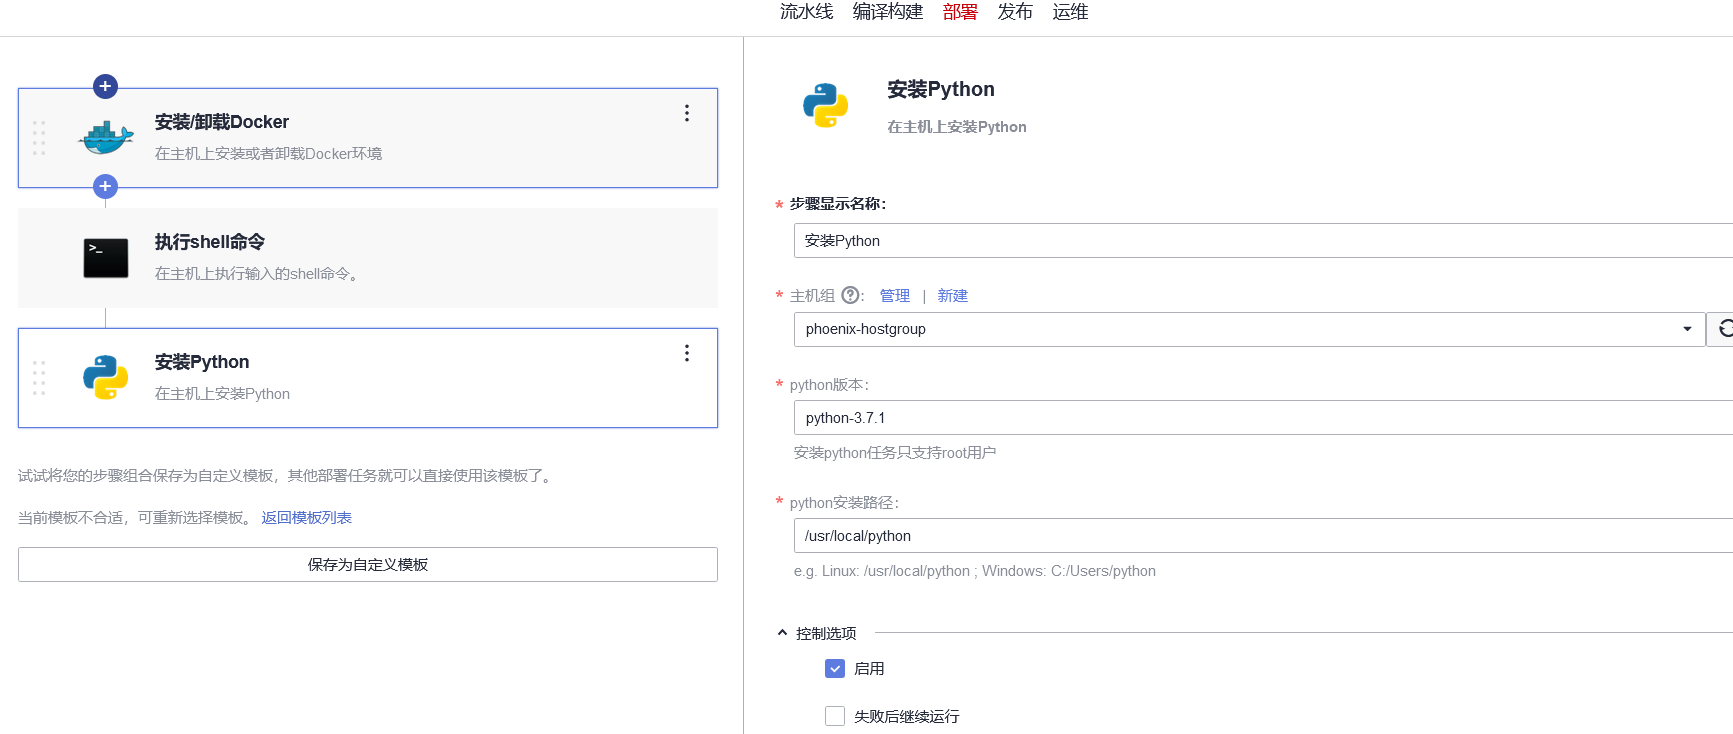 流水线 编译构建 部署 发布 运维
安装/卸载Docker
在主机上安装或者卸载Docker环境
执行shell命令
>_
在主机上执行输入的shell命令。
安装Python
在主机上安装Python
试试将您的步骤组合保存为自定义模板，其他部署任务就可以直接使用该模板了。
当前模板不合适，可重新选择模板。 返回模板列表
保存为自定义模板
安装Python
在主机上安装Python
* 步骤显示名称:
安装Python
* 主机组 ? : 管理 | 新建
phoenix-hostgroup
* python版本:
python-3.7.1
安装python任务只支持root用户
* python安装路径:
/usr/local/python
e.g. Linux: /usr/local/python ; Windows: C:/Users/python
控制选项
启用
失败后继续运行